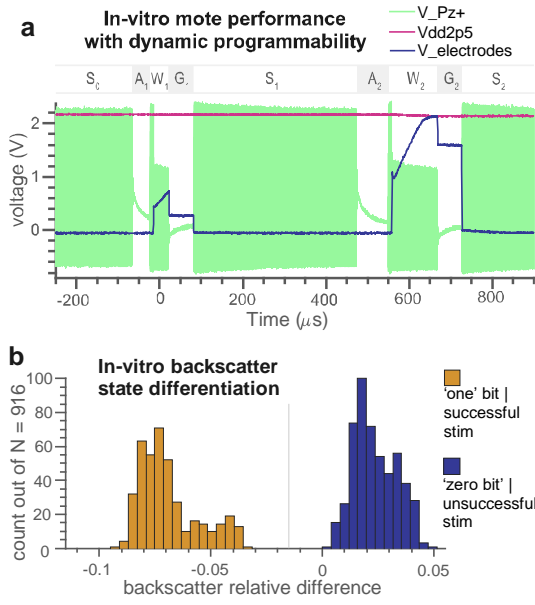 a
In-vitro mote performance
with dynamic programmability
V_Pz+
Vdd2p5
V_electrodes
S0 A1 W1 G1 S1 A2 W2 G2 S2
voltage (V)
2
1
0
-200 0 200 400 600 800
Time (μs)
b
In-vitro backscatter
state differentiation
count out of N = 916
100
80
60
40
20
0
-0.1 -0.05 0 0.05
backscatter relative difference
'one' bit |
successful
stim
'zero bit' |
unsuccessful
stim